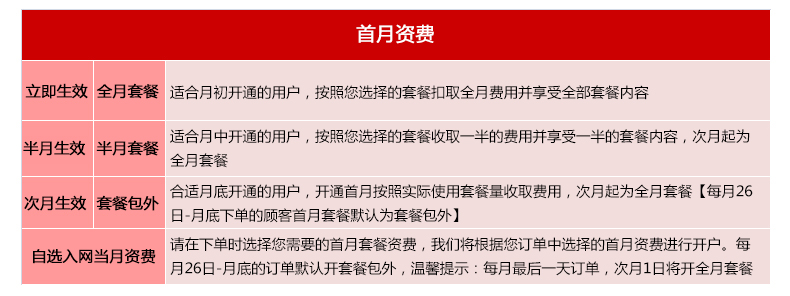 首月资费
立即生效 全月套餐 适合月初开通的用户，按照您选择的套餐扣取全月费用并享受全部套餐内容
半月生效 半月套餐 适合月中开通的用户，按照您选择的套餐收取一半的费用并享受一半的套餐内容，次月起为
全月套餐
次月生效 套餐包外 合适月底开通的用户，开通首月按照实际使用套餐量收取费用，次月起为全月套餐【每月26
日-月底下单的顾客首月套餐默认为套餐包外】
自选入网当月资费 请在下单时选择您需要的首月套餐资费，我们将根据您订单中选择的首月资费进行开户。每
月26日-月底的订单默认开套餐包外，温馨提示：每月最后一天订单，次月1日将开全月套餐